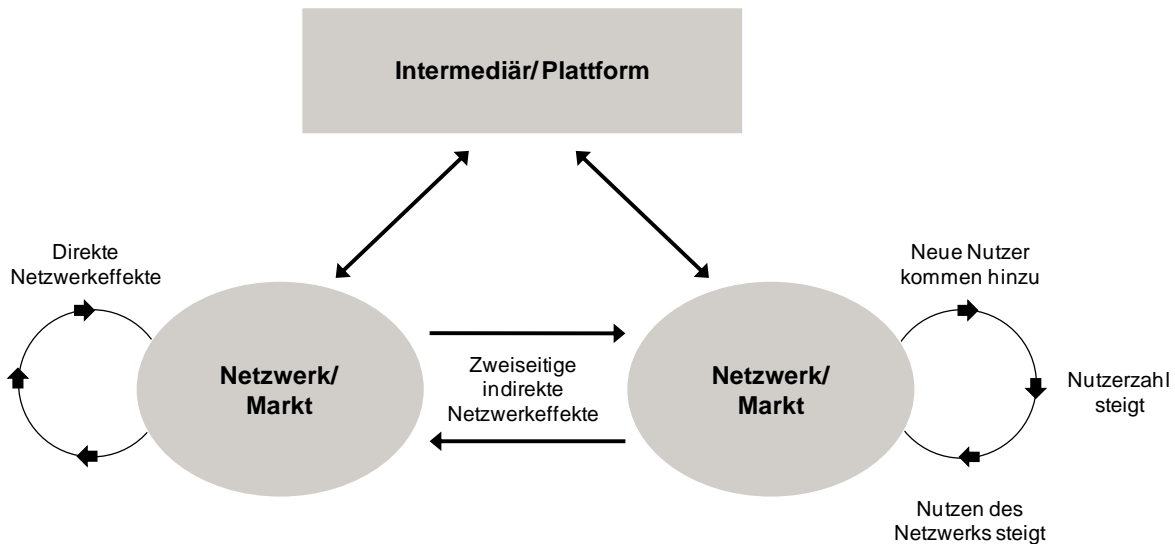 Intermediär/Plattform
Direkte
Netzwerkeffekte
Neue Nutzer
kommen hinzu
Netzwerk/
Markt
Zweiseitige
indirekte
Netzwerkeffekte
Netzwerk/
Markt
Nutzerzahl
steigt
Nutzen des
Netzwerks steigt